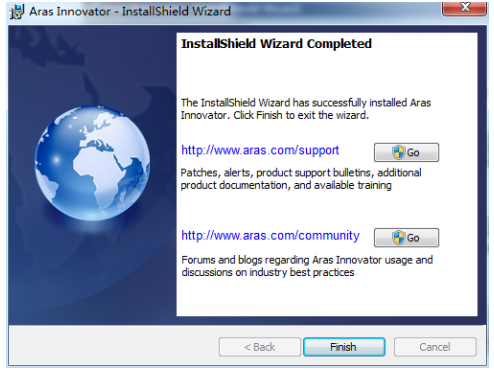 Aras Innovator - InstallShield Wizard
InstallShield Wizard Completed
The InstallShield Wizard has successfully installed Aras
Innovator. Click Finish to exit the wizard.
http://www.aras.com/support
Go
Patches, alerts, product support bulletins, additional
product documentation, and available training
http://www.aras.com/community
Go
Forums and blogs regarding Aras Innovator usage and
discussions on industry best practices
< Back
Finish
Cancel